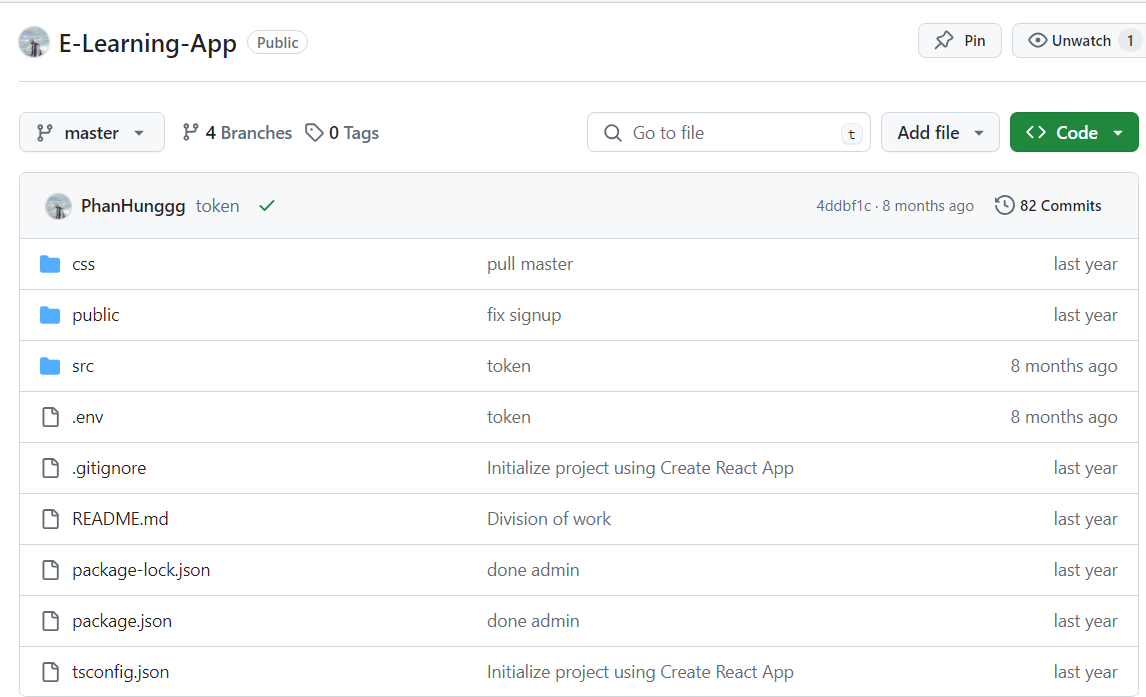 E-Learning-App Public Pin Unwatch 1
master 4 Branches 0 Tags Go to file t Add file Code
PhanHunggg token 4ddbf1c · 8 months ago 82 Commits
css pull master last year
public fix signup last year
src token 8 months ago
.env token 8 months ago
.gitignore Initialize project using Create React App last year
README.md Division of work last year
package-lock.json done admin last year
package.json done admin last year
tsconfig.json Initialize project using Create React App last year